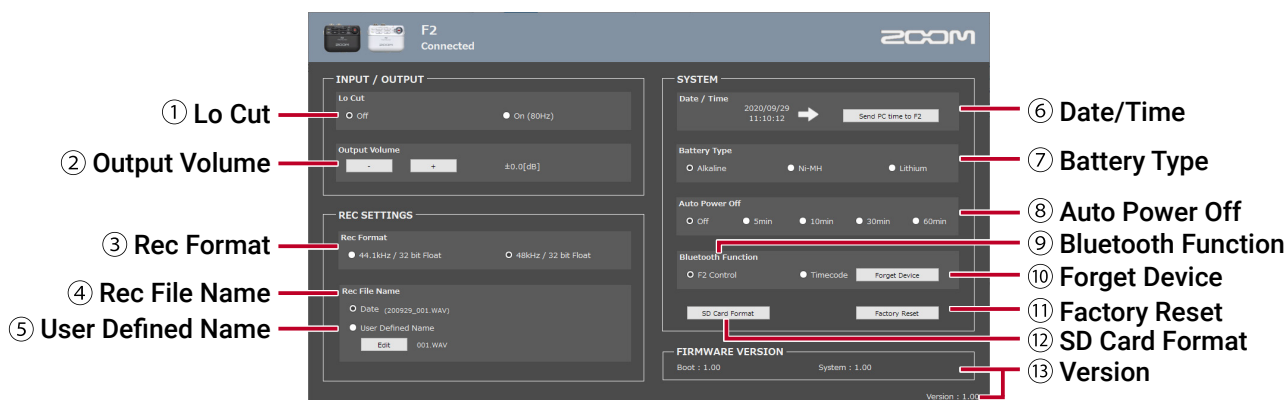 F2
Connected
ZOOM
INPUT / OUTPUT
Lo Cut
Off
On (80Hz)
Output Volume
-
+
±0.0[dB]
REC SETTINGS
Rec Format
44.1kHz / 32 bit Float
48kHz / 32 bit Float
Rec File Name
Date (200929_001.WAV)
User Defined Name
Edit
001.WAV
SYSTEM
Date / Time
2020/09/29
11:10:12
Send PC time to F2
Battery Type
Alkaline
Ni-MH
Lithium
Auto Power Off
Off
5min
10min
30min
60min
Bluetooth Function
F2 Control
Timecode
Forget Device
SD Card Format
Factory Reset
FIRMWARE VERSION
Boot : 1.00
System : 1.00
Version : 1.00
① Lo Cut
② Output Volume
③ Rec Format
④ Rec File Name
⑤ User Defined Name
⑥ Date/Time
⑦ Battery Type
⑧ Auto Power Off
⑨ Bluetooth Function
⑩ Forget Device
⑪ Factory Reset
⑫ SD Card Format
⑬ Version